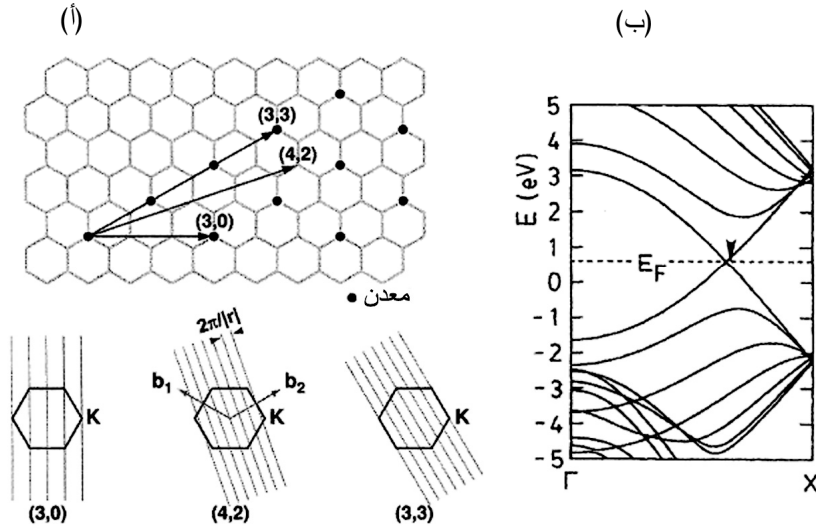 (أ)
(ب)
(3,3)
(4,2)
(3,0)
● معدن
2π/|r|
b₁
b₂
K
K
K
(3,0)
(4,2)
(3,3)
E (eV)
5
4
3
2
1
0
-1
-2
-3
-4
-5
E_F
Γ
X